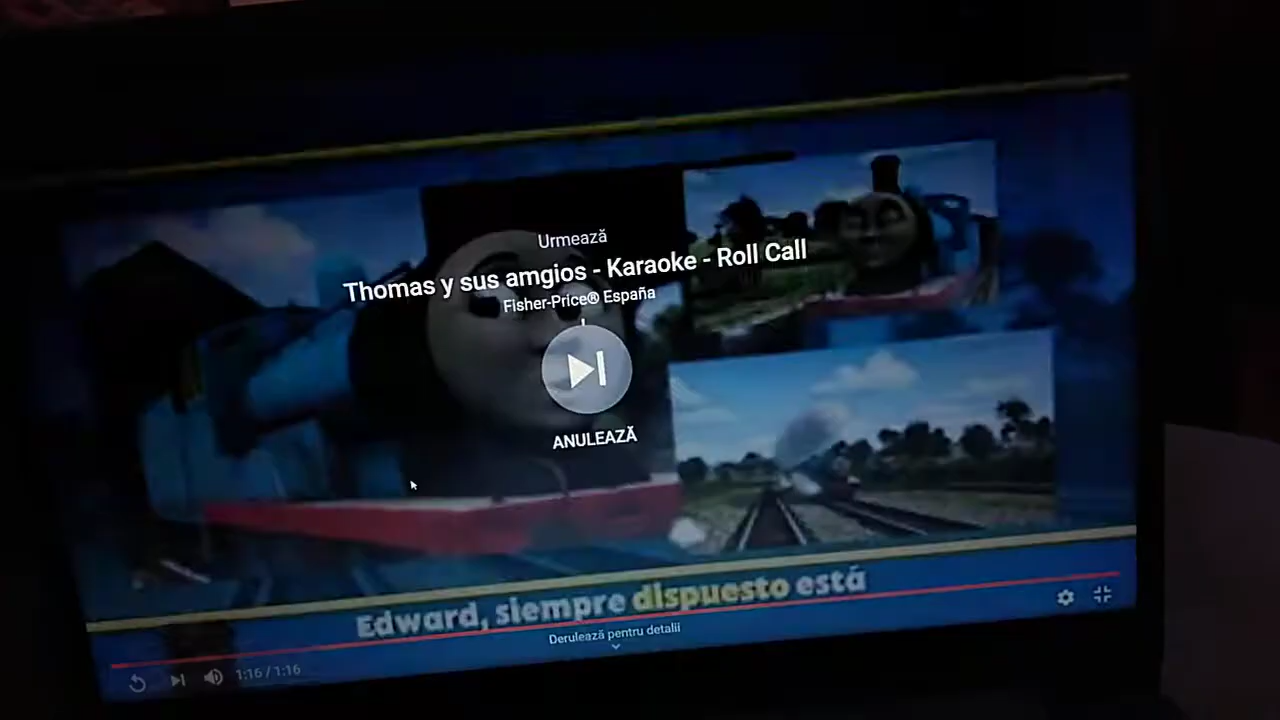 Urmează
Thomas y sus amgios - Karaoke - Roll Call
Fisher-Price® España
ANULEAZĂ
Edward, siempre dispuesto está
Derulează pentru detalii
1:16 / 1:16